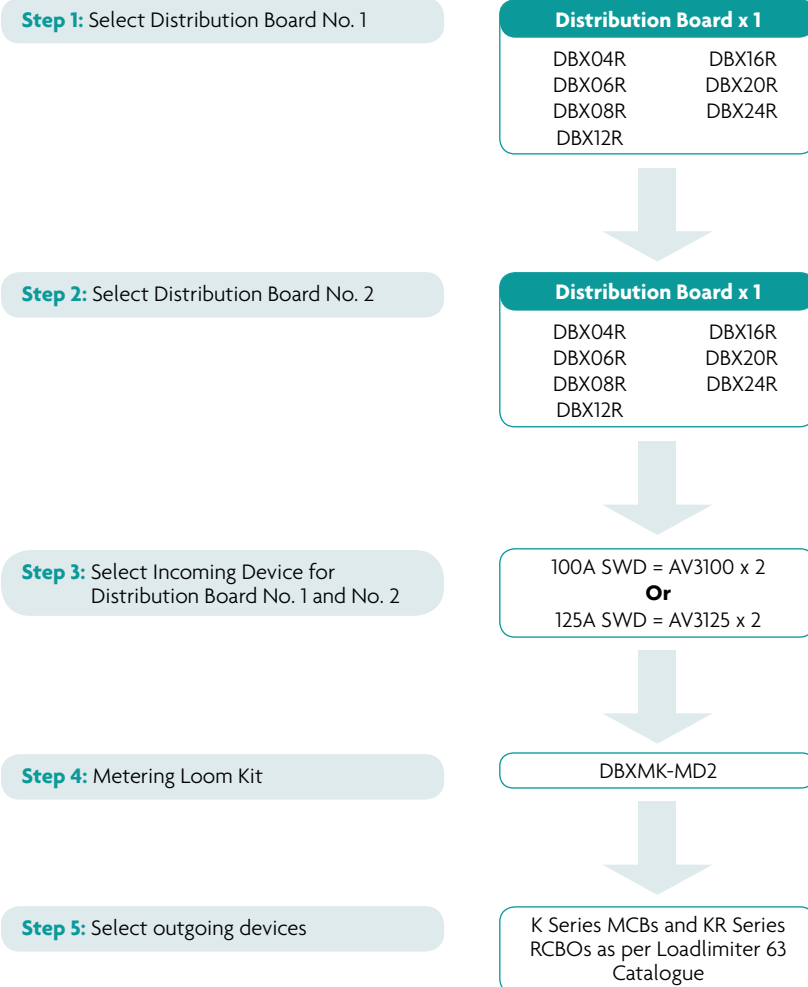 Step 1: Select Distribution Board No. 1
Distribution Board x 1
DBX04R DBX16R
DBX06R DBX20R
DBX08R DBX24R
DBX12R
Step 2: Select Distribution Board No. 2
Distribution Board x 1
DBX04R DBX16R
DBX06R DBX20R
DBX08R DBX24R
DBX12R
Step 3: Select Incoming Device for
Distribution Board No. 1 and No. 2
100A SWD = AV3100 x 2
Or
125A SWD = AV3125 x 2
Step 4: Metering Loom Kit
DBXMK-MD2
Step 5: Select outgoing devices
K Series MCBs and KR Series
RCBOs as per Loadlimiter 63
Catalogue